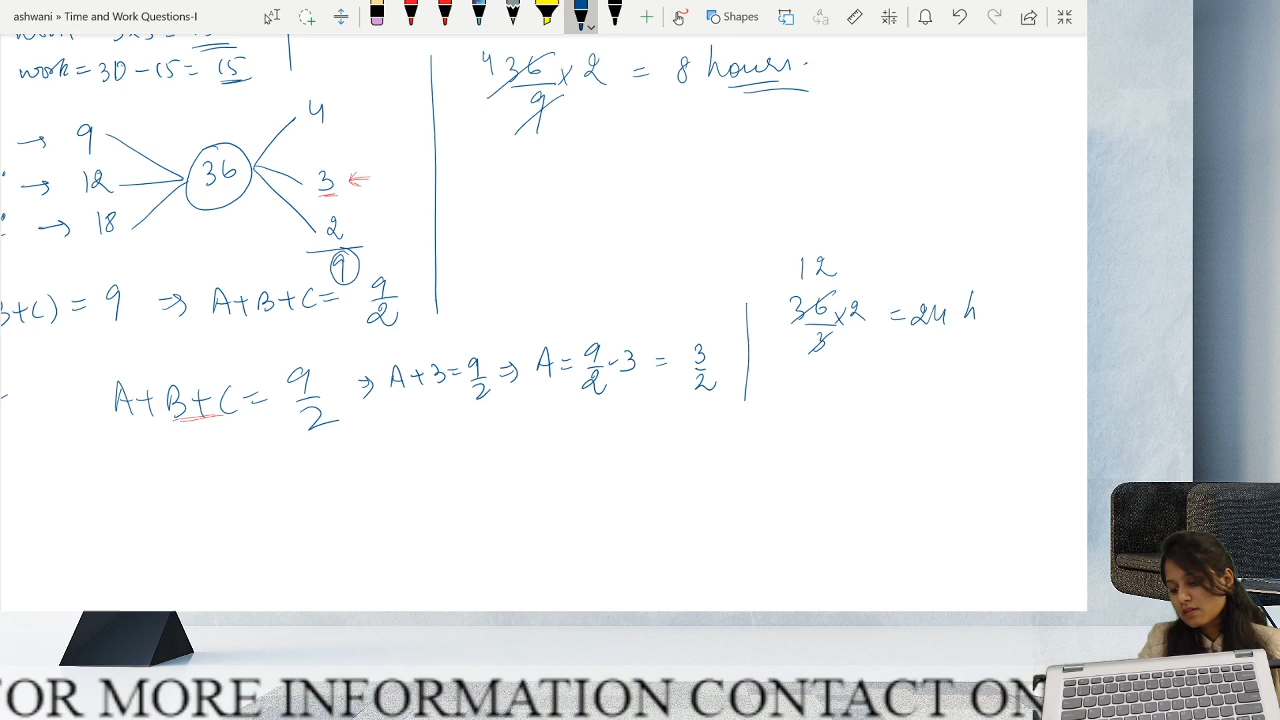 ashwani » Time and Work Questions-I
Shapes
work = 30 - 15 = 15
→ 9
→ 12
→ 18
36
4
3 ←
2
9
B+C) = 9 ⇒ A+B+C = 9/2
A+B+C = 9/2 ⇒ A+3 = 9/2 ⇒ A = 9/2 - 3 = 3/2
4
36/9 x 2 = 8 hours.
12
36/3 x 2 = 24 h
OR MORE INFORMATION CONTACT ON